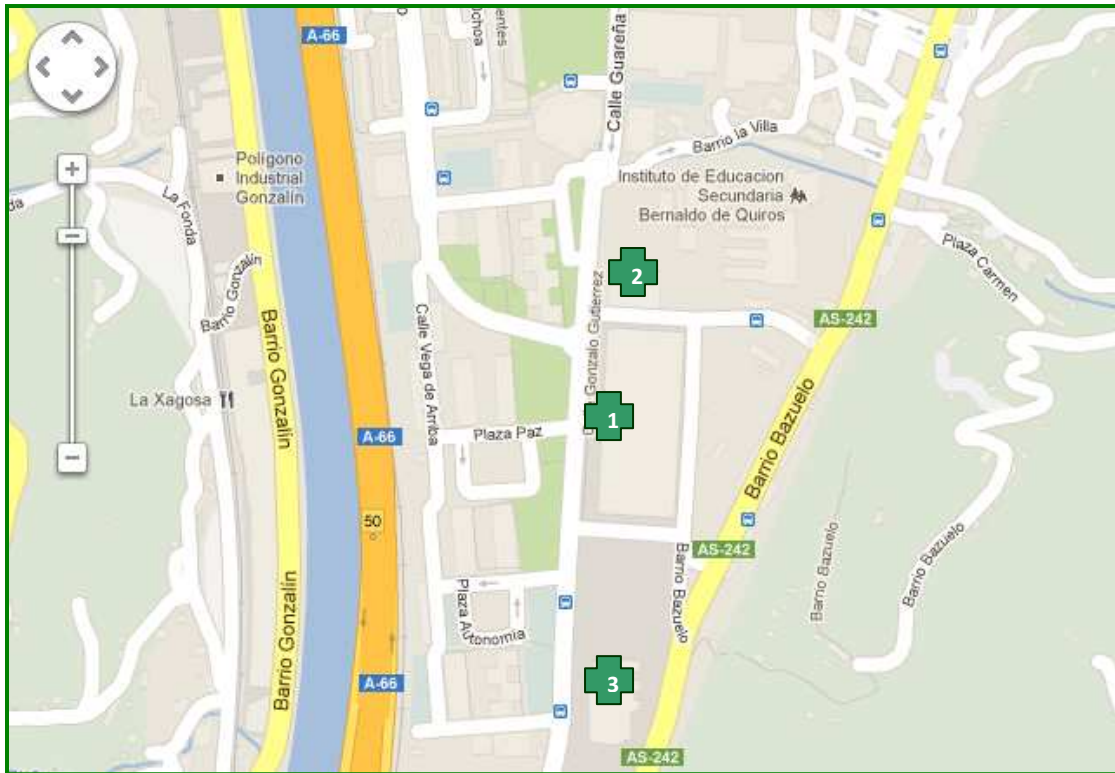 A-66
Ochoa
Calle Guareña
Barrio la Villa
Polígono
Industrial
Gonzalín
Instituto de Educacion
Secundaria
Bernaldo de Quiros
La Fonda
Plaza Carmen
2
Barrio Gonzalín
Barrio Gonzalín
Gonzalo Gutierrez
Calle Vega de Arriba
AS-242
La Xagosa
1
Plaza Paz
A-66
Barrio Bazuelo
50
AS-242
Barrio Bazuelo
Barrio Bazuelo
Barrio Bazuelo
Plaza Autonomia
Barrio Gonzalín
3
A-66
AS-242